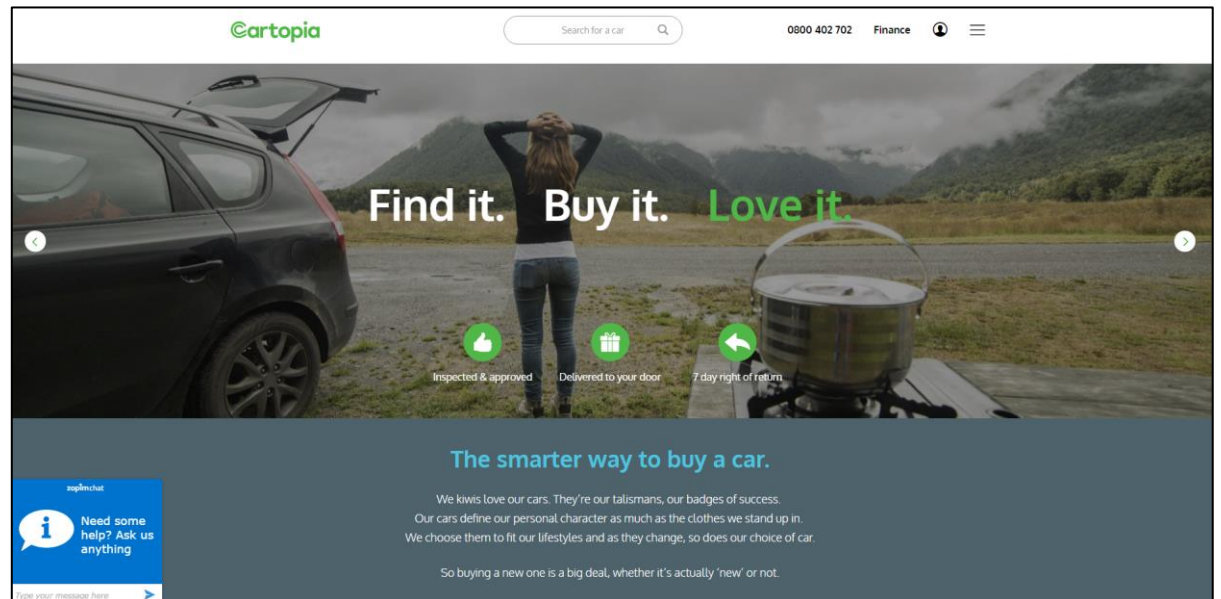 Cartopia
Search for a car
0800 402 702 Finance
Find it. Buy it. Love it.
Inspected & approved Delivered to your door 7 day right of return
The smarter way to buy a car.
We kiwis love our cars. They're our talismans, our badges of success.
Our cars define our personal character as much as the clothes we stand up in.
We choose them to fit our lifestyles and as they change, so does our choice of car.
So buying a new one is a big deal, whether it's actually 'new' or not.
zopim chat
Need some
help? Ask us
anything
Type your message here